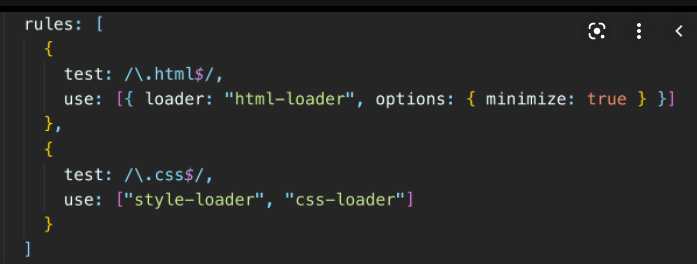 rules: [
{
test: /\.html$/,
use: [{ loader: "html-loader", options: { minimize: true } }]
},
{
test: /\.css$/,
use: ["style-loader", "css-loader"]
}
]